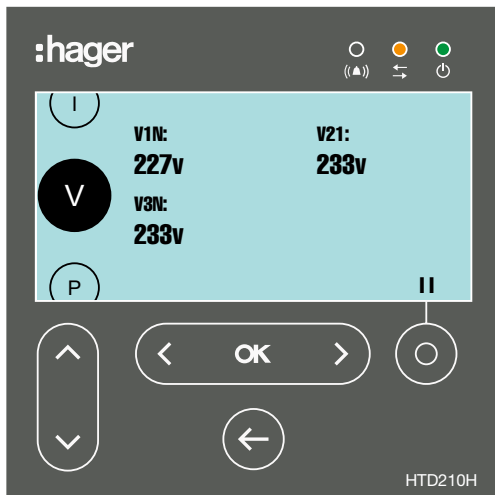 :hager
I
V1N: V21:
227v 233v
V
V3N:
233v
P
II
OK
HTD210H